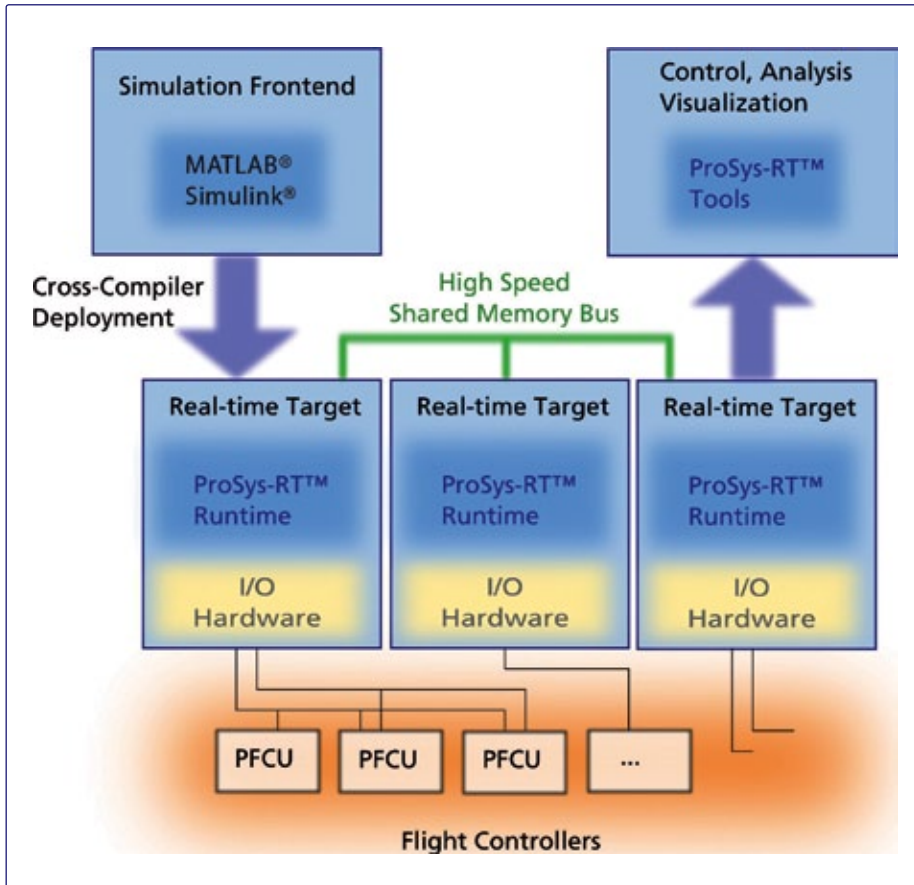 Simulation Frontend
MATLAB®
Simulink®
Control, Analysis
Visualization
ProSys-RT™
Tools
Cross-Compiler
Deployment
High Speed
Shared Memory Bus
Real-time Target
ProSys-RT™
Runtime
I/O
Hardware
Real-time Target
ProSys-RT™
Runtime
I/O
Hardware
Real-time Target
ProSys-RT™
Runtime
I/O
Hardware
PFCU
PFCU
PFCU
...
Flight Controllers